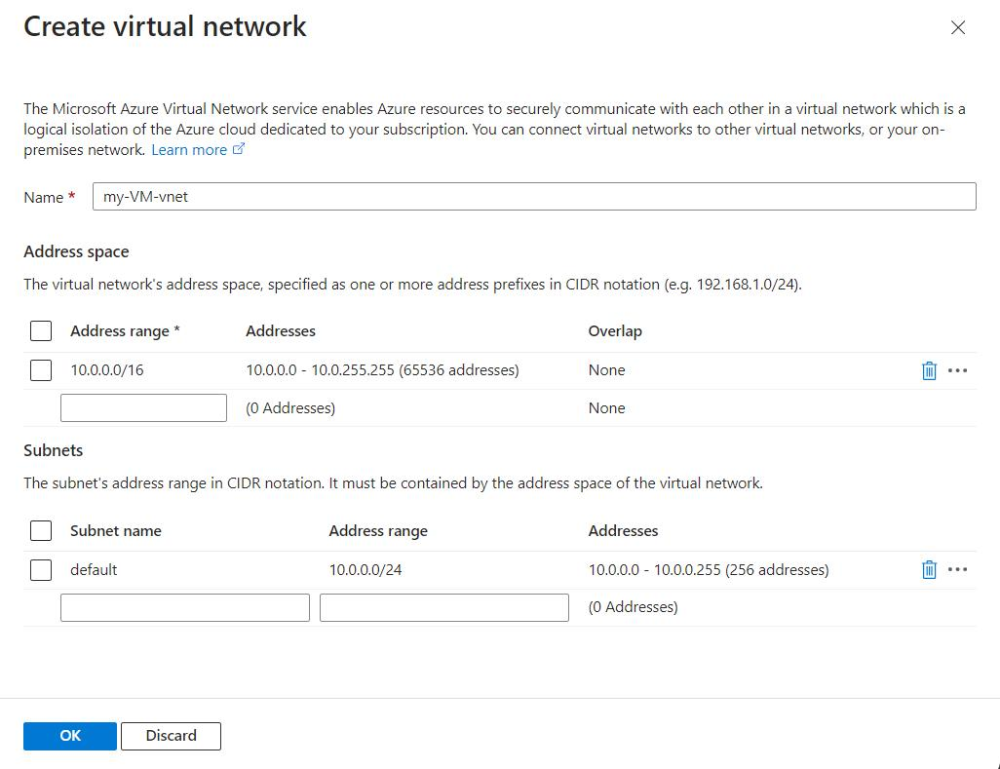 Create virtual network
The Microsoft Azure Virtual Network service enables Azure resources to securely communicate with each other in a virtual network which is a
logical isolation of the Azure cloud dedicated to your subscription. You can connect virtual networks to other virtual networks, or your on-
premises network. Learn more
Name * my-VM-vnet
Address space
The virtual network's address space, specified as one or more address prefixes in CIDR notation (e.g. 192.168.1.0/24).
Address range * Addresses Overlap
10.0.0.0/16 10.0.0.0 - 10.0.255.255 (65536 addresses) None
(0 Addresses) None
Subnets
The subnet's address range in CIDR notation. It must be contained by the address space of the virtual network.
Subnet name Address range Addresses
default 10.0.0.0/24 10.0.0.0 - 10.0.0.255 (256 addresses)
(0 Addresses)
OK Discard